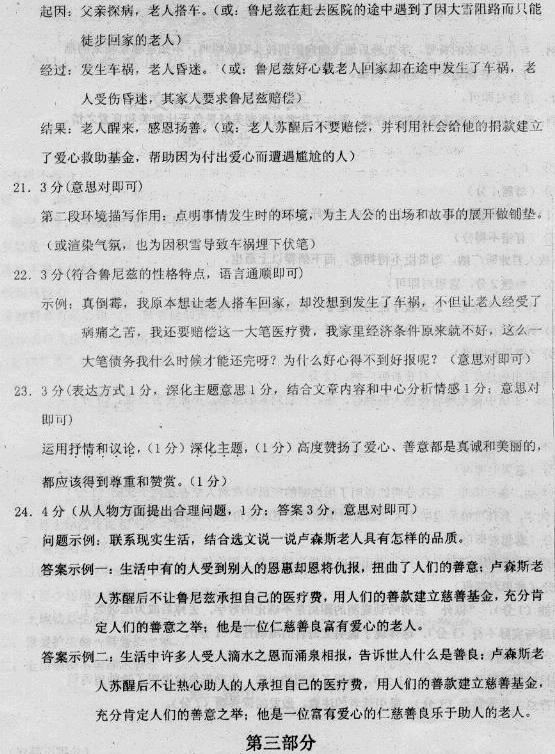 起因：父亲探病，老人搭车。（或：鲁尼兹在赶去医院的途中遇到了因大雪阻路而只能
徒步回家的老人）
经过：发生车祸，老人昏迷。（或：鲁尼兹好心载老人回家却在途中发生了车祸，老
人受伤昏迷，其家人要求鲁尼兹赔偿）
结果：老人醒来，感恩扬善。（或：老人苏醒后不要赔偿，并利用社会给他的捐款建立
了爱心救助基金，帮助因为付出爱心而遭遇尴尬的人）
21. 3分(意思对即可)
第二段环境描写作用：点明事情发生时的环境，为主人公的出场和故事的展开做铺垫。
（或渲染气氛，也为因积雪导致车祸埋下伏笔）
22. 3分(符合鲁尼兹的性格特点，语言通顺即可)
示例：真倒霉，我原本想让老人搭车回家，却没想到发生了车祸，不但让老人经受了
病痛之苦，我还要赔偿这一大笔医疗费，我家里经济条件原来就不好，这么一
大笔债务我什么时候才能还完呀？为什么好心得不到好报呢？（意思对即可）
23. 3分(表达方式1分，深化主题意思1分，结合文章内容和中心分析情感1分；意思对
即可)
运用抒情和议论，（1分）深化主题，（1分）高度赞扬了爱心、善意都是真诚和美丽的，
都应该得到尊重和赞赏。（1分）
24. 4分（从人物方面提出合理问题，1分；答案3分，意思对即可）
问题示例：联系现实生活，结合选文说一说卢森斯老人具有怎样的品质。
答案示例一：生活中有的人受到别人的恩惠却恩将仇报，扭曲了人们的善意；卢森斯老
人苏醒后不让鲁尼兹承担自己的医疗费，用人们的善款建立慈善基金，充分肯
定人们的善意之举；他是一位仁慈善良富有爱心的老人。
答案示例二，生活中许多人受人滴水之恩而涌泉相报，告诉世人什么是善良；卢森斯老
人苏醒后不让热心助人的人承担自己的医疗费，用人们的善款建立慈善基金，
充分肯定人们的善意之举；他是一位富有爱心的仁慈善良乐于助人的老人。
第三部分